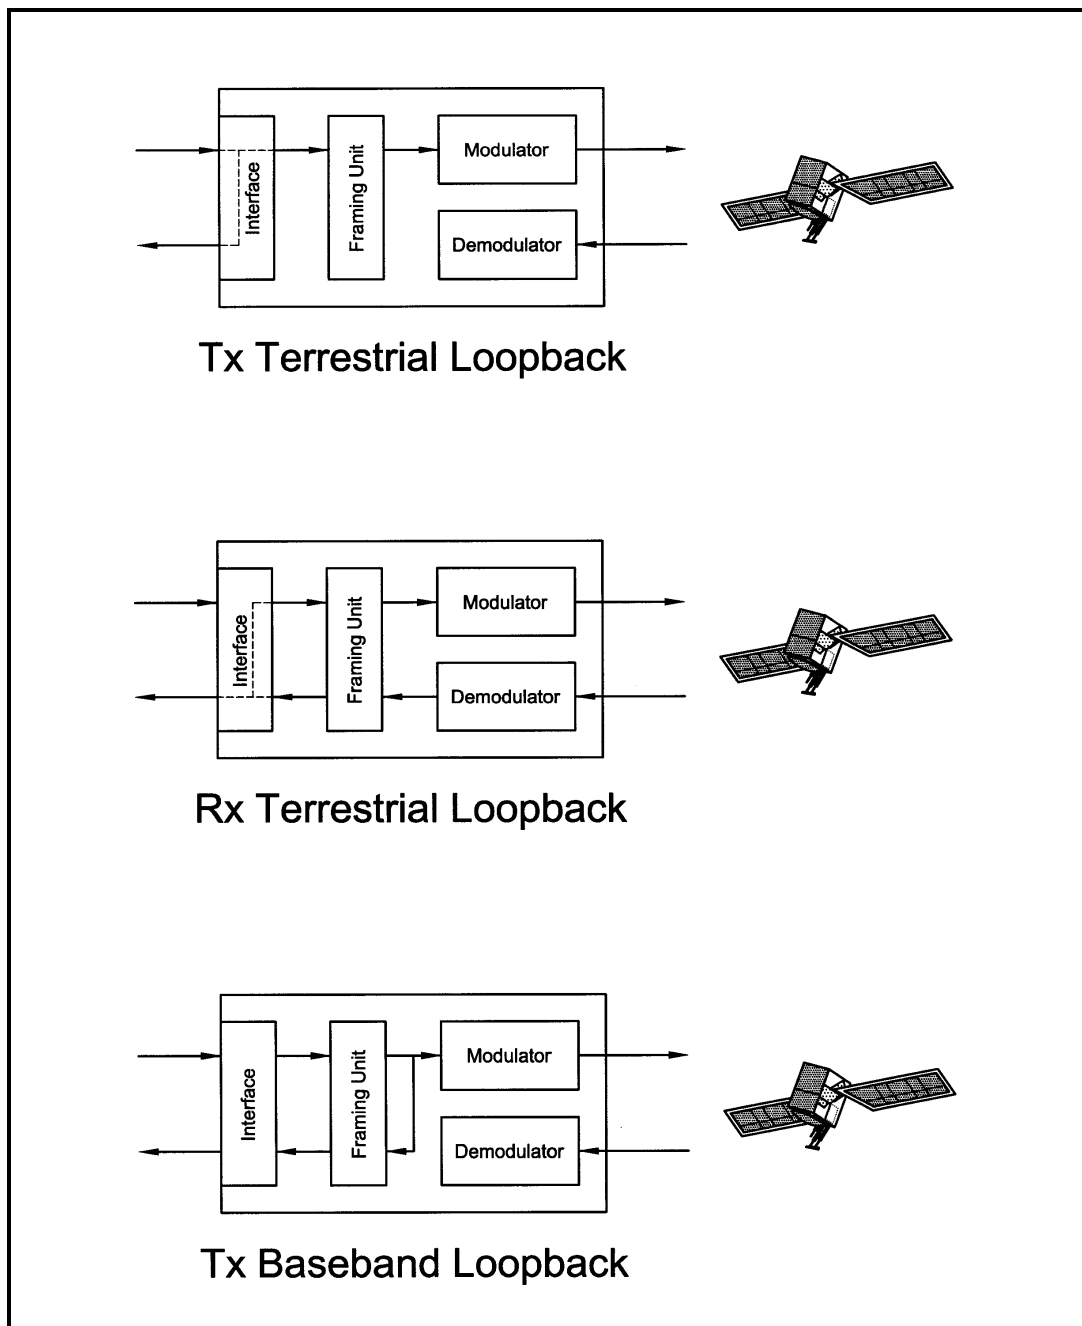 Interface
Framing Unit
Modulator
Demodulator
Tx Terrestrial Loopback
Interface
Framing Unit
Modulator
Demodulator
Rx Terrestrial Loopback
Interface
Framing Unit
Modulator
Demodulator
Tx Baseband Loopback